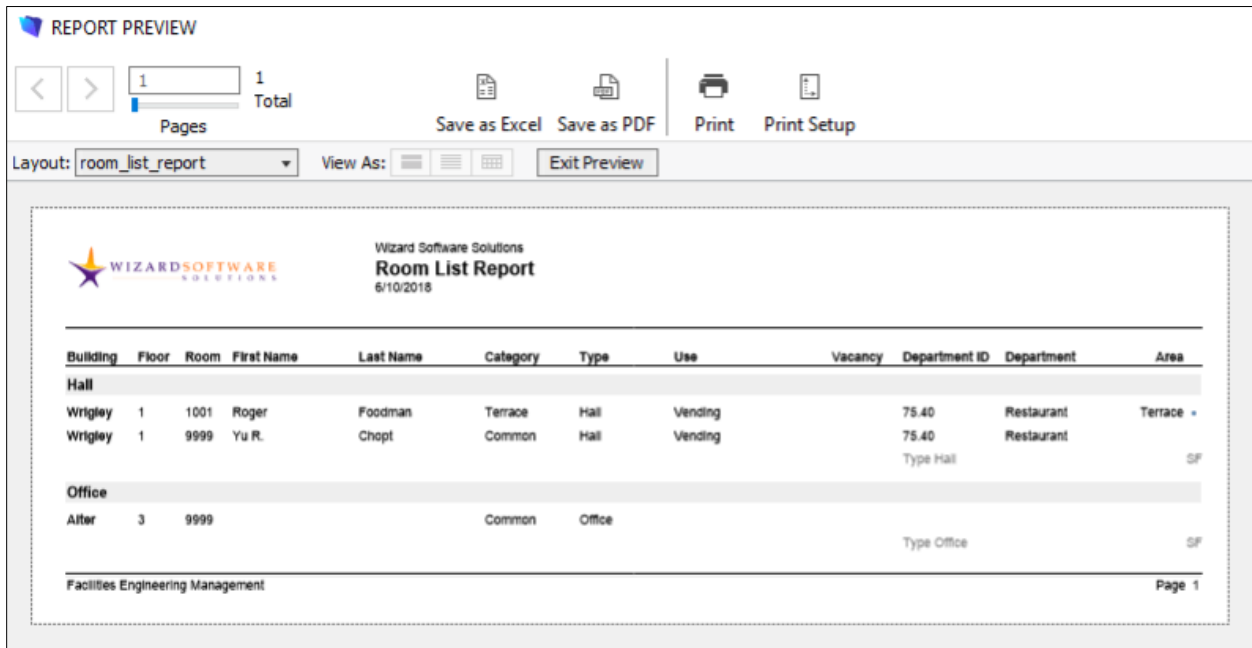 REPORT PREVIEW
1
1
Total
Pages
Save as Excel Save as PDF Print Print Setup
Layout: room_list_report View As: Exit Preview
WIZARDSOFTWARE
SOLUTIONS
Wizard Software Solutions
Room List Report
6/10/2018
Building Floor Room First Name Last Name Category Type Use Vacancy Department ID Department Area
Hall
Wrigley 1 1001 Roger Foodman Terrace Hall Vending 75.40 Restaurant Terrace
Wrigley 1 9999 Yu R. Chopt Common Hall Vending 75.40 Restaurant
Type Hall SF
Office
Alter 3 9999 Common Office
Type Office SF
Facilities Engineering Management Page 1